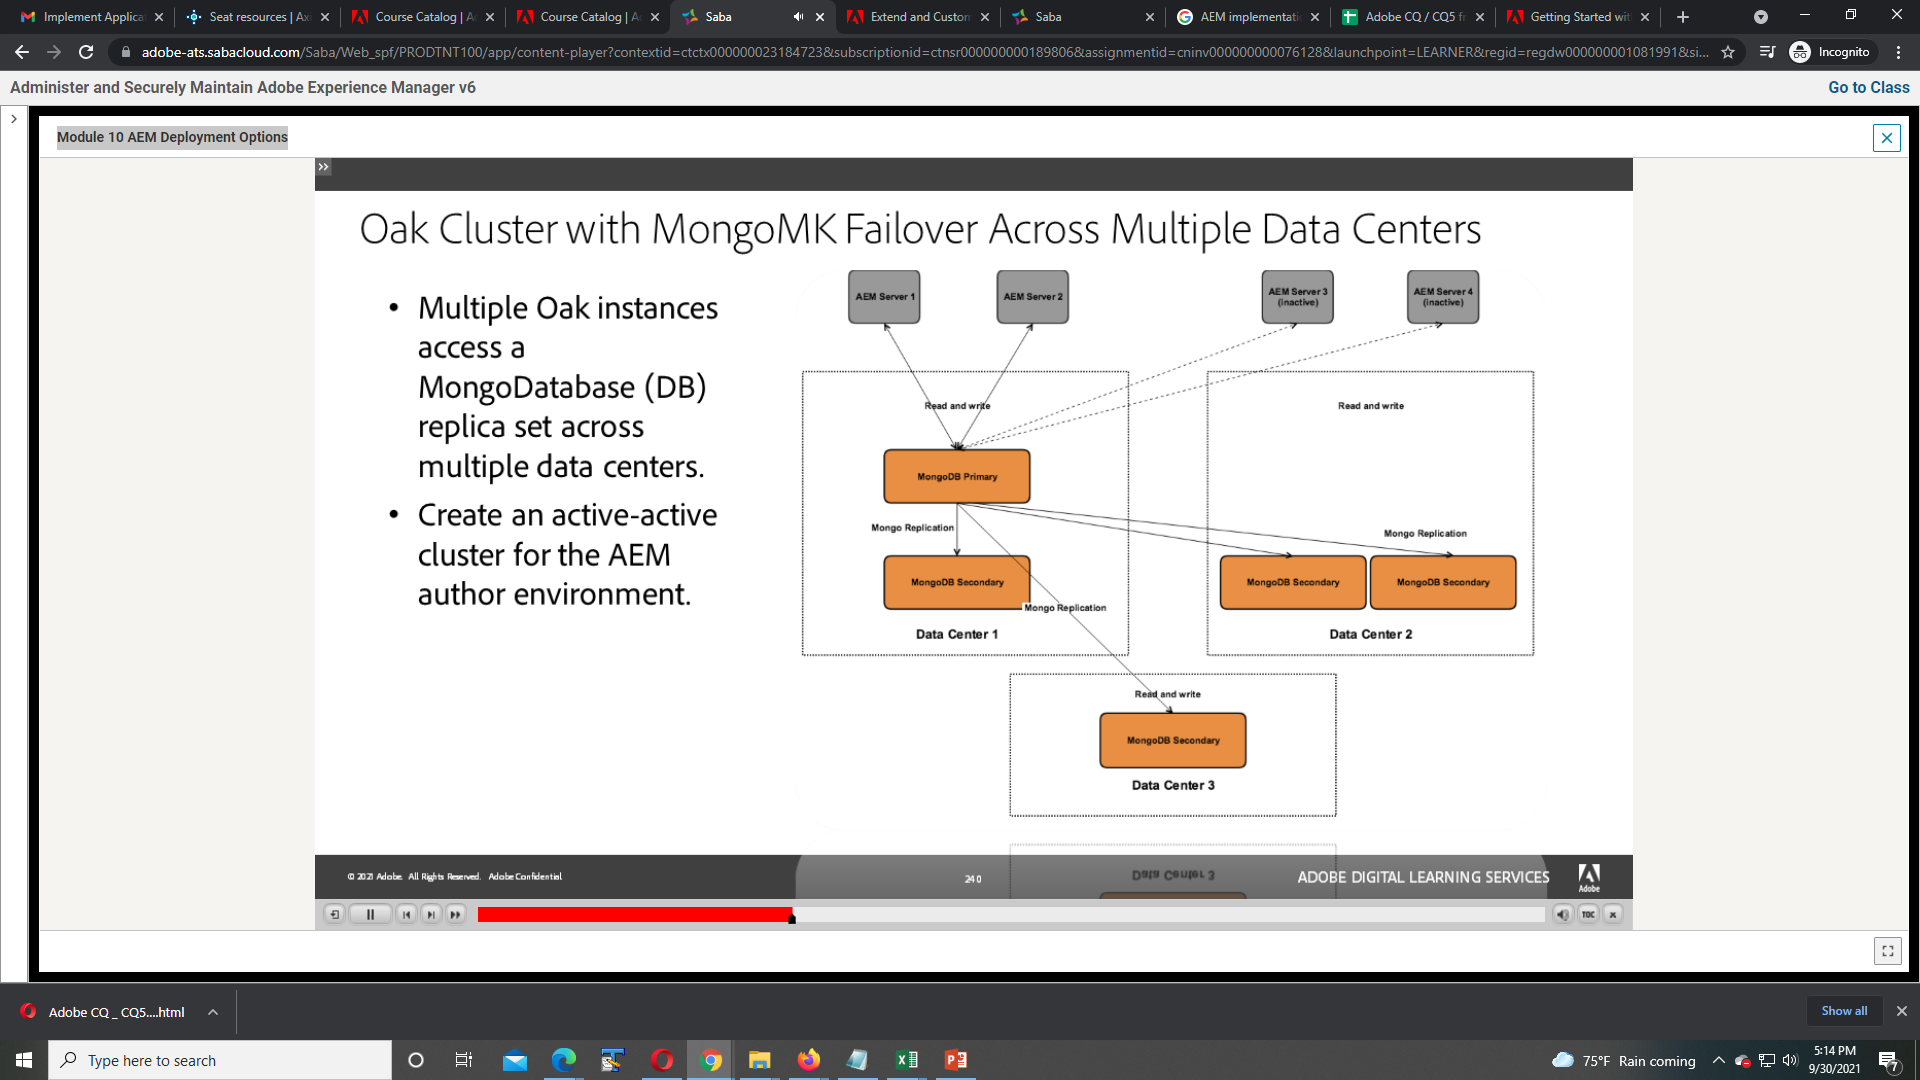 Implement Applica
Seat resources | Ax
Course Catalog | A
Course Catalog | A
Saba
Extend and Custom
Saba
AEM implementati
Adobe CQ / CQ5 fr
Getting Started wit
adobe-ats.sabacloud.com/Saba/Web_spf/PRODTNT100/app/content-player?contextid=ctctx000000023184723&subscriptionid=ctnsr0000000000189806&assignmentid=cninv000000000076128&launchpoint=LEARNER&regid=regdw000000001081991&si...
Incognito
Administer and Securely Maintain Adobe Experience Manager v6
Go to Class
Module 10 AEM Deployment Options
Oak Cluster with MongoMK Failover Across Multiple Data Centers
• Multiple Oak instances
access a
MongoDatabase (DB)
replica set across
multiple data centers.
• Create an active-active
cluster for the AEM
author environment.
AEM Server 1
AEM Server 2
AEM Server 3
(inactive)
AEM Server 4
(inactive)
Read and write
Read and write
MongoDB Primary
Mongo Replication
Mongo Replication
MongoDB Secondary
MongoDB Secondary
MongoDB Secondary
Mongo Replication
Data Center 1
Data Center 2
Read and write
MongoDB Secondary
Data Center 3
Data Center 3
© 2021 Adobe. All Rights Reserved. Adobe Confidential
240
ADOBE DIGITAL LEARNING SERVICES
Adobe
TOC
Adobe CQ _ CQ5....html
Show all
Type here to search
75°F Rain coming
5:14 PM
9/30/2021
7